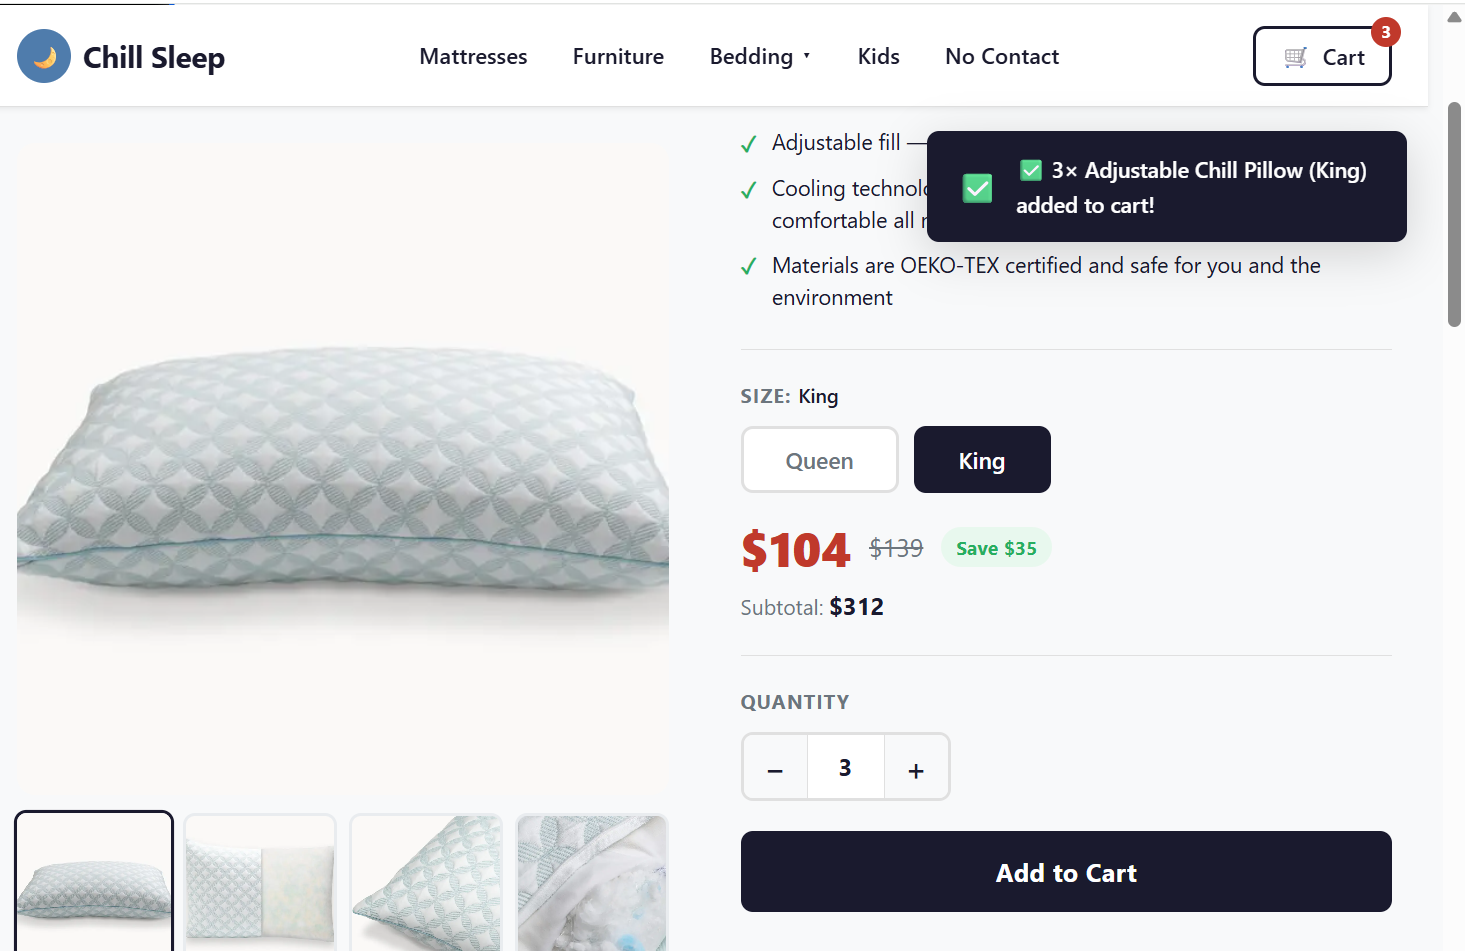 Chill Sleep
Mattresses
Furniture
Bedding ▾
Kids
No Contact
Cart
3
✓ Adjustable fill —
✓ Cooling
comfortable all
✓ Materials are OEKO-TEX certified and safe for you and the
environment
✅ 3× Adjustable Chill Pillow (King)
added to cart!
SIZE: King
Queen
King
$104 $139 Save $35
Subtotal: $312
QUANTITY
− 3 +
Add to Cart